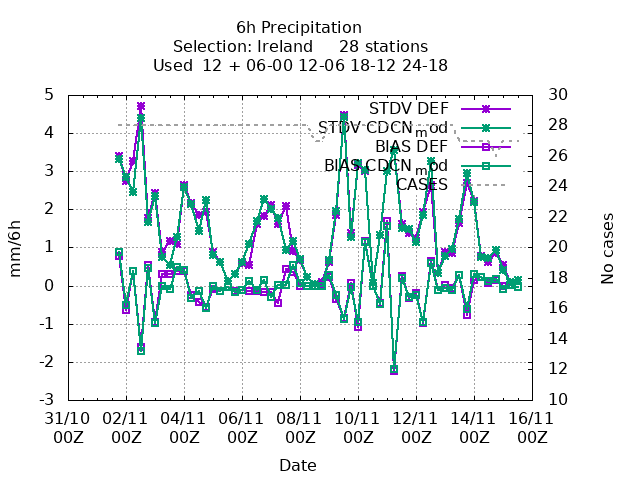 6h Precipitation
Selection: Ireland 28 stations
Used 12 + 06-00 12-06 18-12 24-18
STDV DEF
STDV CDCN_mod
BIAS DEF
BIAS CDCN_mod
CASES
mm/6h
5
4
3
2
1
0
-1
-2
-3
No cases
30
28
26
24
22
20
18
16
14
12
10
31/10 02/11 04/11 06/11 08/11 10/11 12/11 14/11 16/11
00Z 00Z 00Z 00Z 00Z 00Z 00Z 00Z 00Z
Date